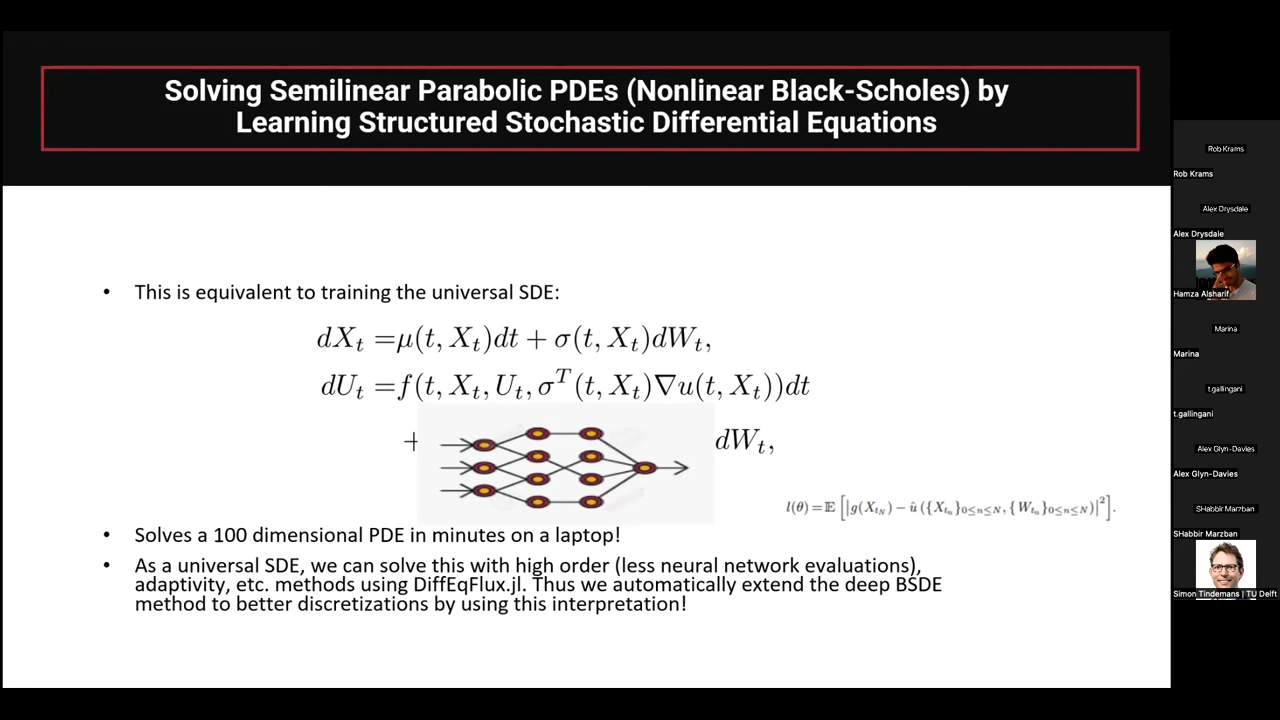 Solving Semilinear Parabolic PDEs (Nonlinear Black-Scholes) by
Learning Structured Stochastic Differential Equations
• This is equivalent to training the universal SDE:
dX_t =μ(t, X_t)dt + σ(t, X_t)dW_t,
dU_t =f(t, X_t, U_t, σ^T(t, X_t)∇u(t, X_t))dt
+ dW_t,
l(θ) = 𝔼 [|g(X_{t_N}) − û ({X_{t_n}}_{0≤n≤N}, {W_{t_n}}_{0≤n≤N})|^2].
• Solves a 100 dimensional PDE in minutes on a laptop!
• As a universal SDE, we can solve this with high order (less neural network evaluations),
adaptivity, etc. methods using DiffEqFlux.jl. Thus we automatically extend the deep BSDE
method to better discretizations by using this interpretation!
Rob Krams
Rob Krams
Alex Drysdale
Alex Drysdale
Hamza Alsharif
Marina
Marina
t.gallingani
t.gallingani
Alex Glyn-Davies
Alex Glyn-Davies
SHabbir Marzban
SHabbir Marzban
Simon Tindemans | TU Delft